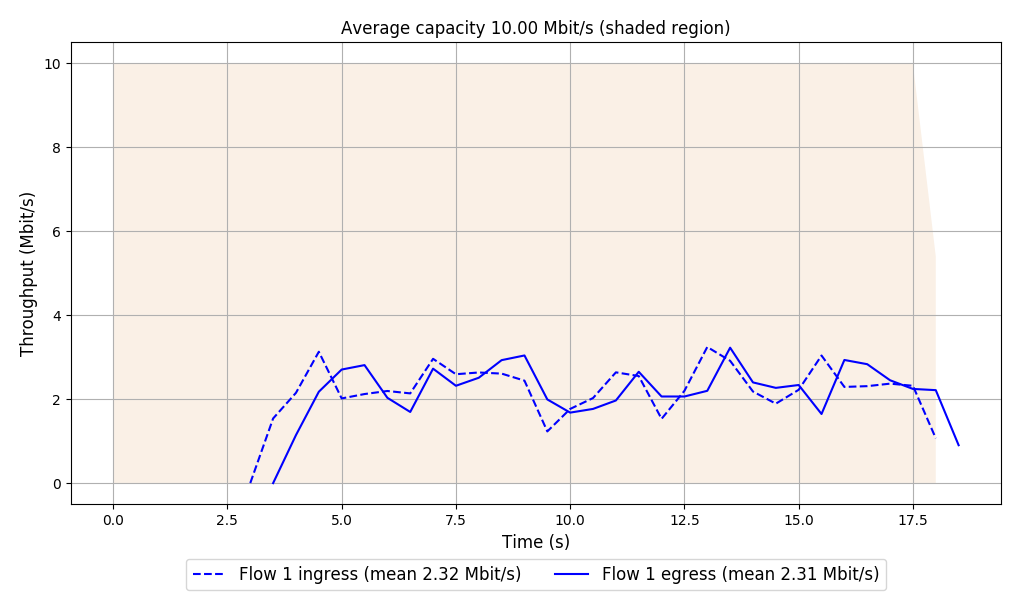 Average capacity 10.00 Mbit/s (shaded region)
10
8
6
4
2
0
Throughput (Mbit/s)
0.0 2.5 5.0 7.5 10.0 12.5 15.0 17.5
Time (s)
Flow 1 ingress (mean 2.32 Mbit/s) Flow 1 egress (mean 2.31 Mbit/s)